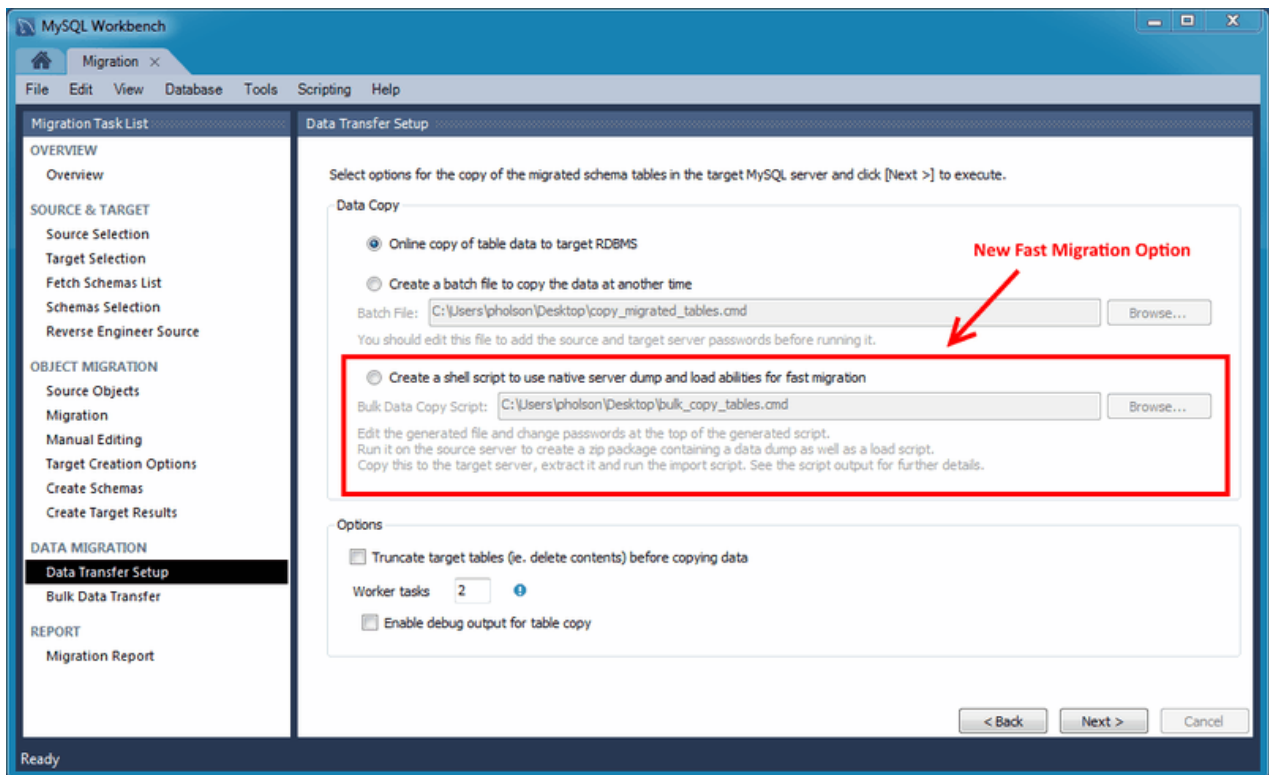 MySQL Workbench
Migration ×
File Edit View Database Tools Scripting Help
Migration Task List
OVERVIEW
Overview
SOURCE & TARGET
Source Selection
Target Selection
Fetch Schemas List
Schemas Selection
Reverse Engineer Source
OBJECT MIGRATION
Source Objects
Migration
Manual Editing
Target Creation Options
Create Schemas
Create Target Results
DATA MIGRATION
Data Transfer Setup
Bulk Data Transfer
REPORT
Migration Report
Data Transfer Setup
Select options for the copy of the migrated schema tables in the target MySQL server and click [Next >] to execute.
Data Copy
Online copy of table data to target RDBMS
New Fast Migration Option
Create a batch file to copy the data at another time
Batch File: C:\Users\pholson\Desktop\copy_migrated_tables.cmd Browse...
You should edit this file to add the source and target server passwords before running it.
Create a shell script to use native server dump and load abilities for fast migration
Bulk Data Copy Script: C:\Users\pholson\Desktop\bulk_copy_tables.cmd Browse...
Edit the generated file and change passwords at the top of the generated script.
Run it on the source server to create a zip package containing a data dump as well as a load script.
Copy this to the target server, extract it and run the import script. See the script output for further details.
Options
Truncate target tables (ie. delete contents) before copying data
Worker tasks 2
Enable debug output for table copy
< Back Next > Cancel
Ready